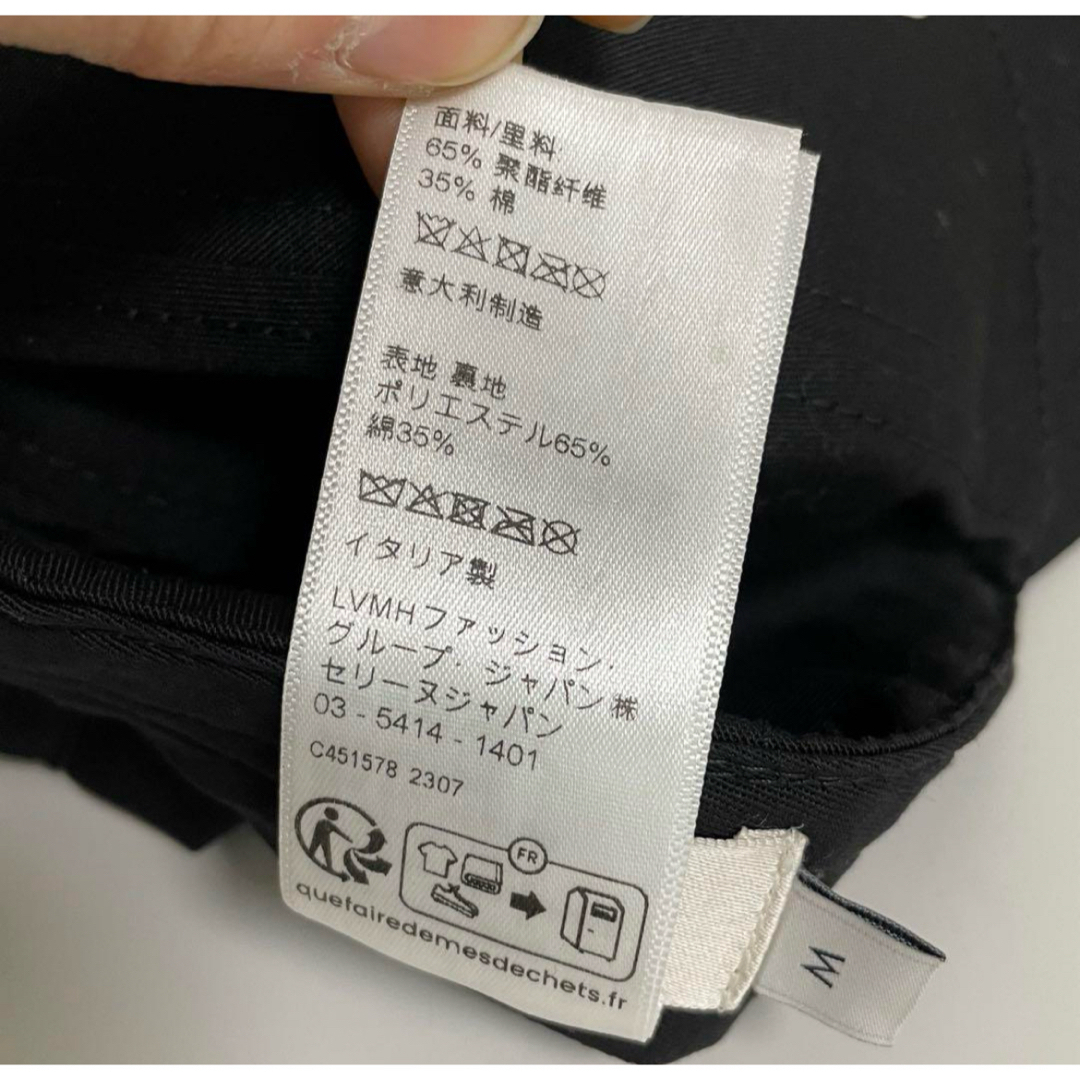 面料/里料:
65% 聚酯纤维
35% 棉
意大利制造
表地 裏地
ポリエステル65%
綿35%
イタリア製
LVMHファッション・
グループ・ジャパン株
セリーヌジャパン
03 - 5414 - 1401
C451578 2307
FR
quefairedemesdechets.fr
M